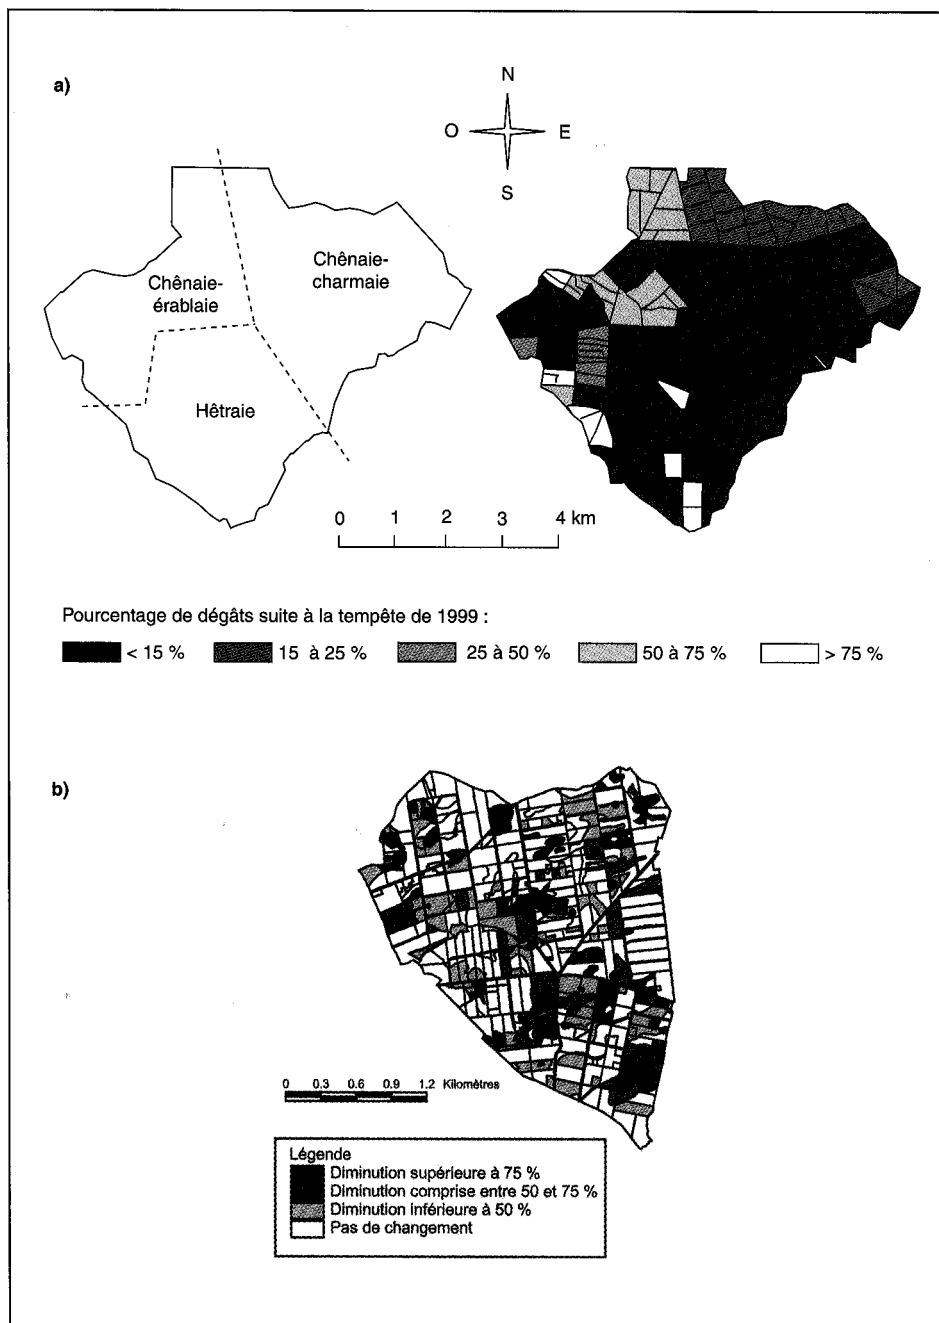 a)
N
O E
S
Chênaie-
érablaie
Chênaie-
charmaie
Hêtraie
0 1 2 3 4 km
Pourcentage de dégâts suite à la tempête de 1999 :
< 15 % 15 à 25 % 25 à 50 % 50 à 75 % > 75 %
b)
0 0.3 0.6 0.9 1.2 Kilomètres
Légende
Diminution supérieure à 75 %
Diminution comprise entre 50 et 75 %
Diminution inférieure à 50 %
Pas de changement